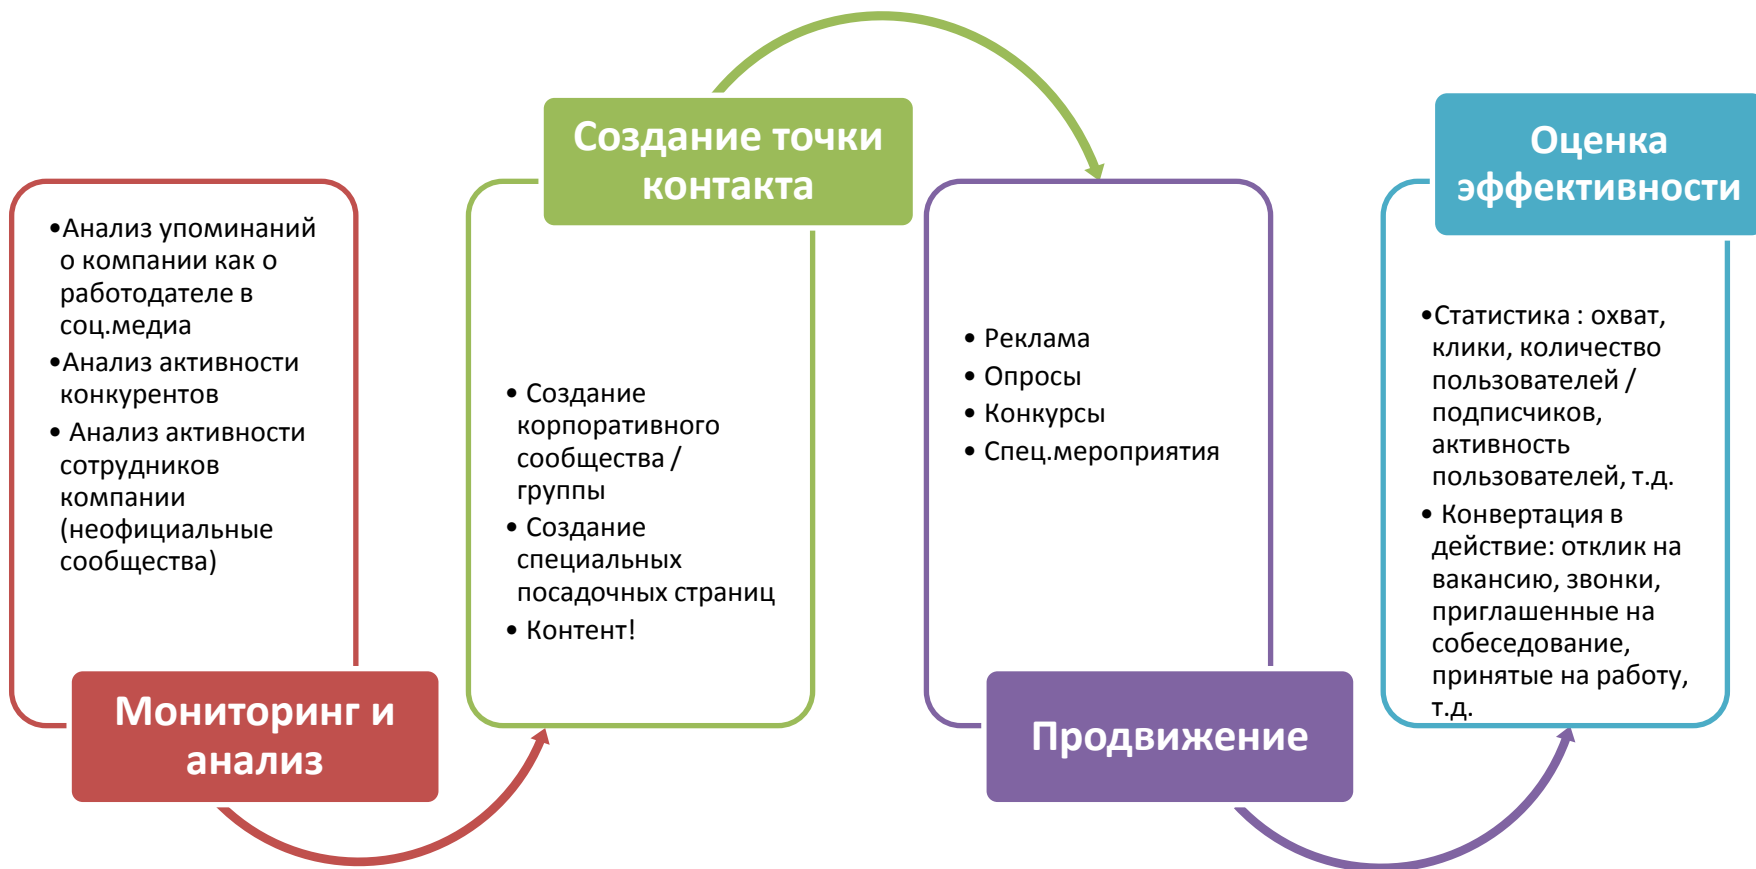 •Анализ упоминаний
о компании как о
работодателе в
соц.медиа
•Анализ активности
конкурентов
• Анализ активности
сотрудников
компании
(неофициальные
сообщества)
Мониторинг и
анализ
Создание точки
контакта
• Создание
корпоративного
сообщества /
группы
• Создание
специальных
посадочных страниц
• Контент!
• Реклама
• Опросы
• Конкурсы
• Спец.мероприятия
Продвижение
Оценка
эффективности
•Статистика : охват,
клики, количество
пользователей /
подписчиков,
активность
пользователей, т.д.
• Конвертация в
действие: отклик на
вакансию, звонки,
приглашенные на
собеседование,
принятые на работу,
т.д.